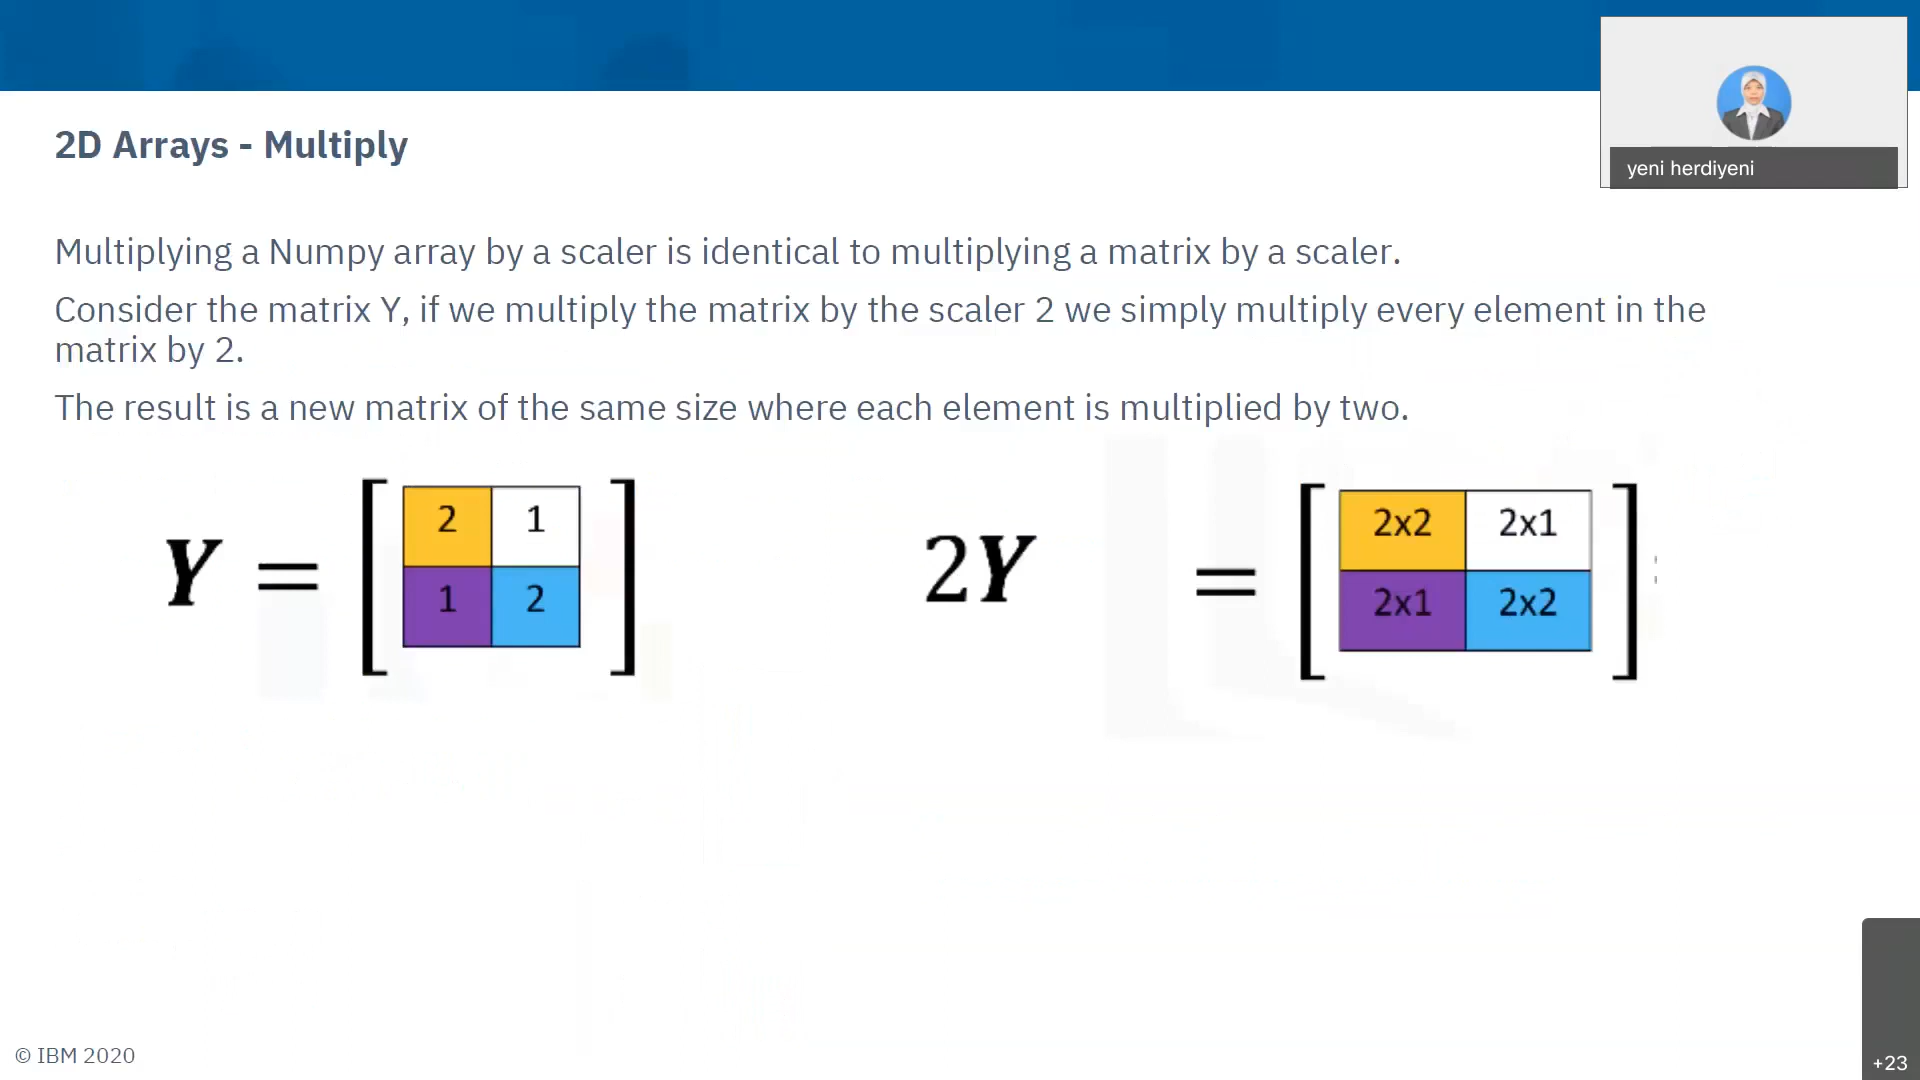 yeni herdiyeni
2D Arrays - Multiply
Multiplying a Numpy array by a scaler is identical to multiplying a matrix by a scaler.
Consider the matrix Y, if we multiply the matrix by the scaler 2 we simply multiply every element in the
matrix by 2.
The result is a new matrix of the same size where each element is multiplied by two.
Y = [ 2 1
1 2 ]
2Y = [ 2x2 2x1
2x1 2x2 ]
© IBM 2020
+23